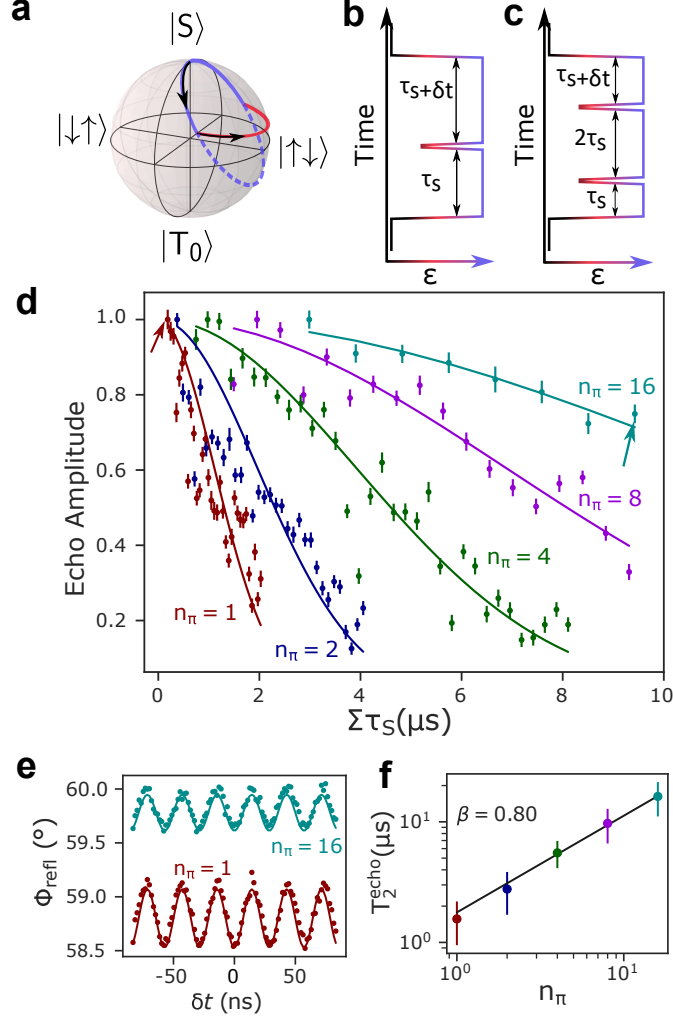 a
|S⟩
|↓↑⟩
|↑↓⟩
|T₀⟩
b
Time
τS+δt
τS
ε
c
Time
τS+δt
2τS
τS
ε
d
Echo Amplitude
1.0
0.8
0.6
0.4
0.2
nπ = 16
nπ = 8
nπ = 4
nπ = 1
nπ = 2
0
2
4
6
8
10
ΣτS(μs)
e
Φrefl (°)
60.0
59.5
59.0
58.5
nπ = 16
nπ = 1
-50
0
50
δt (ns)
f
T₂ᵉᶜʰᵒ(μs)
10¹
10⁰
β = 0.80
10⁰
10¹
nπ